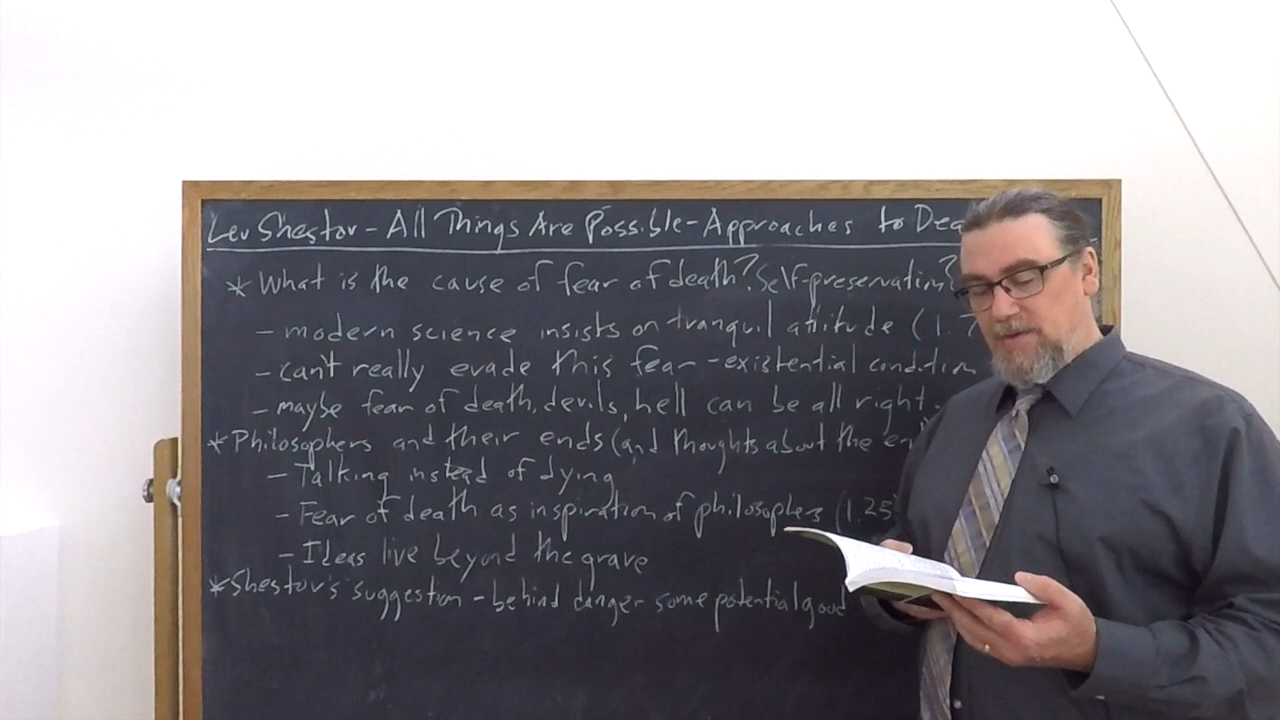 Lev Shestov - All Things Are Possible - Approaches to Dea
* What is the cause of fear of death? Self-preservation?
- modern science insists on tranquil attitude (1.7
- can't really evade this fear - existential condition
- maybe fear of death, devils, hell can be all right.
* Philosophers and their ends (and thoughts about the en
- Talking instead of dying
- Fear of death as inspiration of philosophers (1.25)
- Ideas live beyond the grave
* Shestov's suggestion - behind danger some potential good